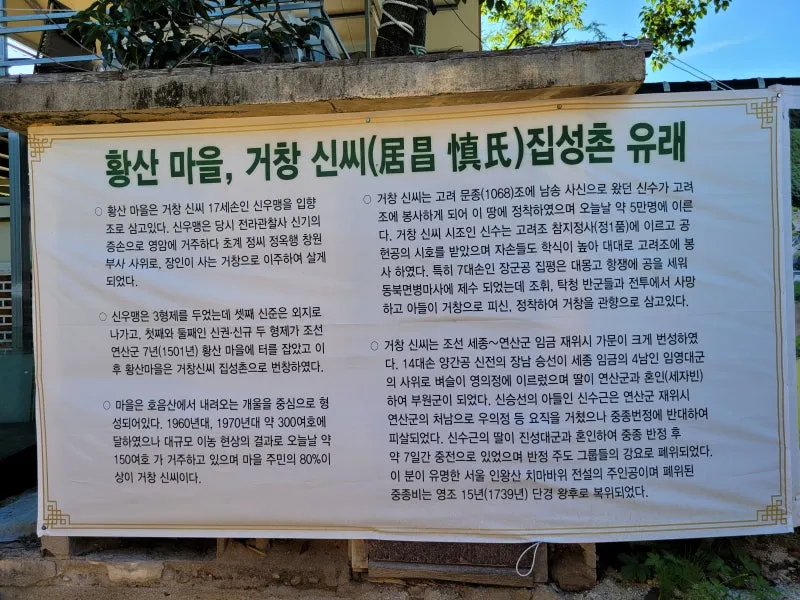 황산 마을, 거창 신씨(居昌 慎氏)집성촌 유래
○ 황산 마을은 거창 신씨 17세손인 신우맹을 입향
조로 삼고있다. 신우맹은 당시 전라관찰사 신기의
증손으로 영암에 거주하다 초계 정씨 정옥행 창원
부사 사위로, 장인이 사는 거창으로 이주하여 살게
되었다.
○ 신우맹은 3형제를 두었는데 셋째 신준은 외지로
나가고, 첫째와 둘째인 신권·신규 두 형제가 조선
연산군 7년(1501년) 황산 마을에 터를 잡았고 이
후 황산마을은 거창신씨 집성촌으로 번창하였다.
○ 마을은 호음산에서 내려오는 개울을 중심으로 형
성되어있다. 1960년대, 1970년대 약 300여호에
달하였으나 대규모 이농 현상의 결과로 오늘날 약
150여호 가 거주하고 있으며 마을 주민의 80%이
상이 거창 신씨이다.
○ 거창 신씨는 고려 문종(1068)조에 남송 사신으로 왔던 신수가 고려
조에 봉사하게 되어 이 땅에 정착하였으며 오늘날 약 5만명에 이른
다. 거창 신씨 시조인 신수는 고려조 참지정사(정1품)에 이르고 공
헌공의 시호를 받았으며 자손들도 학식이 높아 대대로 고려조에 봉
사 하였다. 특히 7대손인 장군공 집평은 대몽고 항쟁에 공을 세워
동북면병마사에 제수 되었는데 조휘, 탁청 반군들과 전투에서 사망
하고 아들이 거창으로 피신, 정착하여 거창을 관향으로 삼고있다.
○ 거창 신씨는 조선 세종~연산군 임금 재위시 가문이 크게 번성하였
다. 14대손 양간공 신전의 장남 승선이 세종 임금의 4남인 임영대군
의 사위로 벼슬이 영의정에 이르렀으며 딸이 연산군과 혼인(세자빈)
하여 부원군이 되었다. 신승선의 아들인 신수근은 연산군 재위시
연산군의 처남으로 우의정 등 요직을 거쳤으나 중종번정에 반대하여
피살되었다. 신수근의 딸이 진성대군과 혼인하여 중종 반정 후
약 7일간 중전으로 있었으며 반정 주도 그룹들의 강요로 폐위되었다.
이 분이 유명한 서울 인왕산 치마바위 전설의 주인공이며 폐위된
중종비는 영조 15년(1739년) 단경 왕후로 복위되었다.